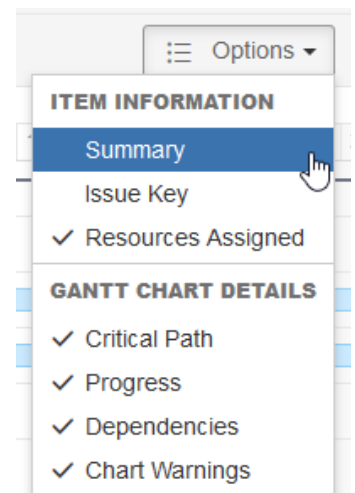 Options
ITEM INFORMATION
Summary
Issue Key
Resources Assigned
GANTT CHART DETAILS
Critical Path
Progress
Dependencies
Chart Warnings